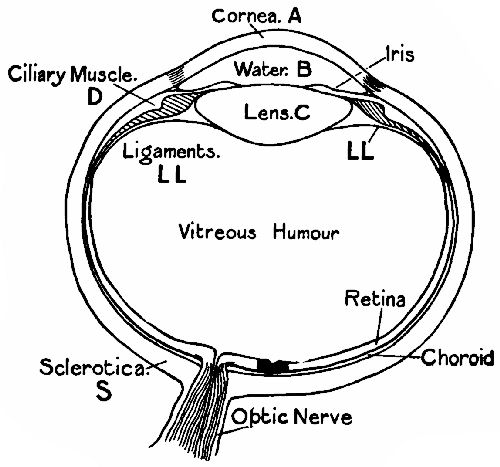 Cornea. A
Iris
Water. B
Ciliary Muscle.
D
Lens. C
Ligaments.
L L
LL
Vitreous Humour
Retina
Choroid
Sclerotica
S
Optic Nerve